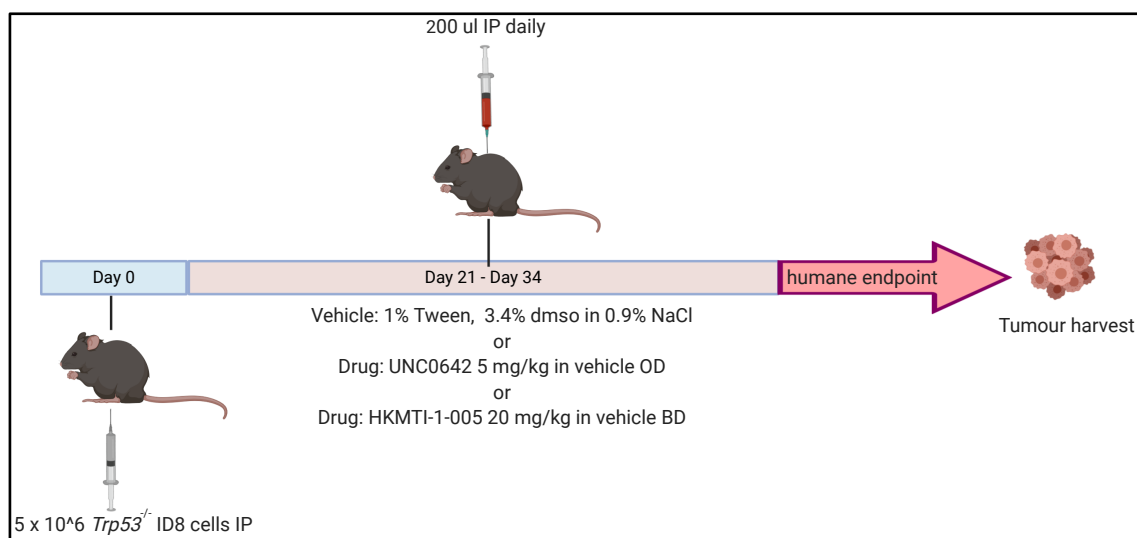 200 ul IP daily
Day 0
Day 21 - Day 34
humane endpoint
Vehicle: 1% Tween, 3.4% dmso in 0.9% NaCl
or
Drug: UNC0642 5 mg/kg in vehicle OD
or
Drug: HKMTI-1-005 20 mg/kg in vehicle BD
Tumour harvest
5 x 10^6 Trp53-/- ID8 cells IP